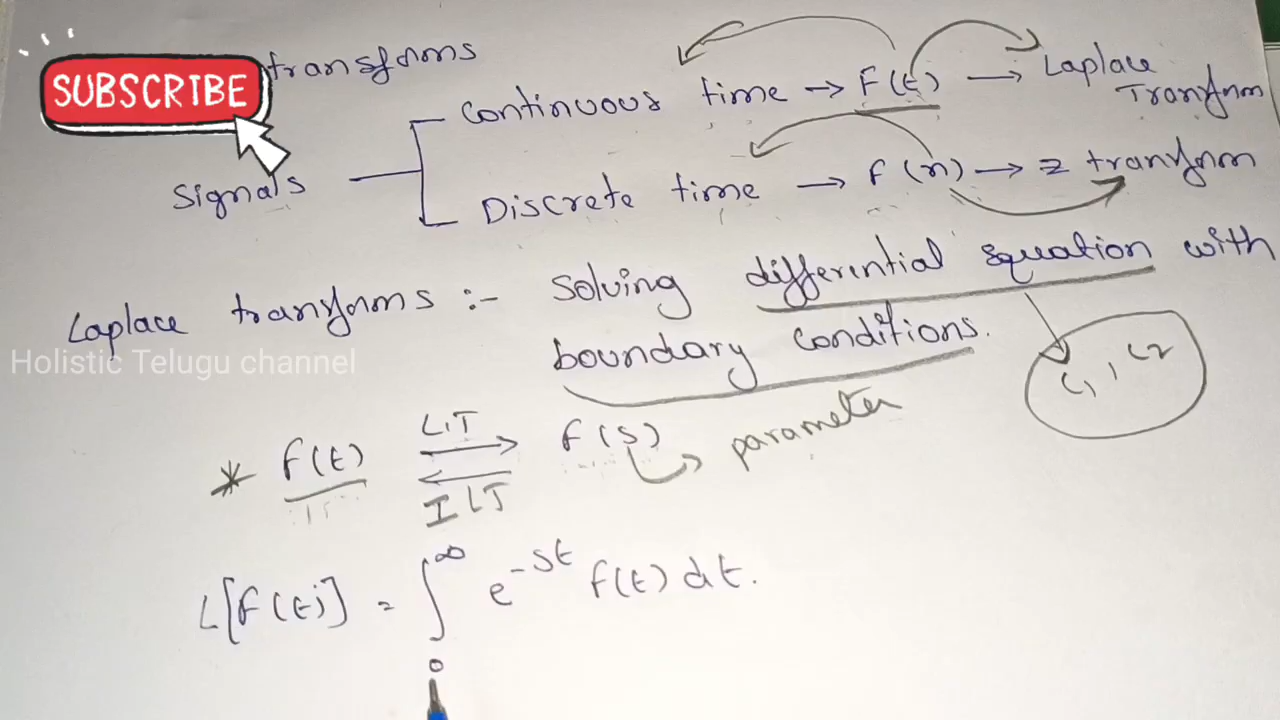 SUBSCRIBE
transforms
Continuous time → F(t) → Laplace Transform
Signals
Discrete time → f(n) → z transform
Laplace transforms :- Solving differential equation with
boundary conditions.
C1, C2
Holistic Telugu channel
* f(t) LT f(s) parameter
ILT
L[f(t)] = ∫0^∞ e^-st f(t) dt.